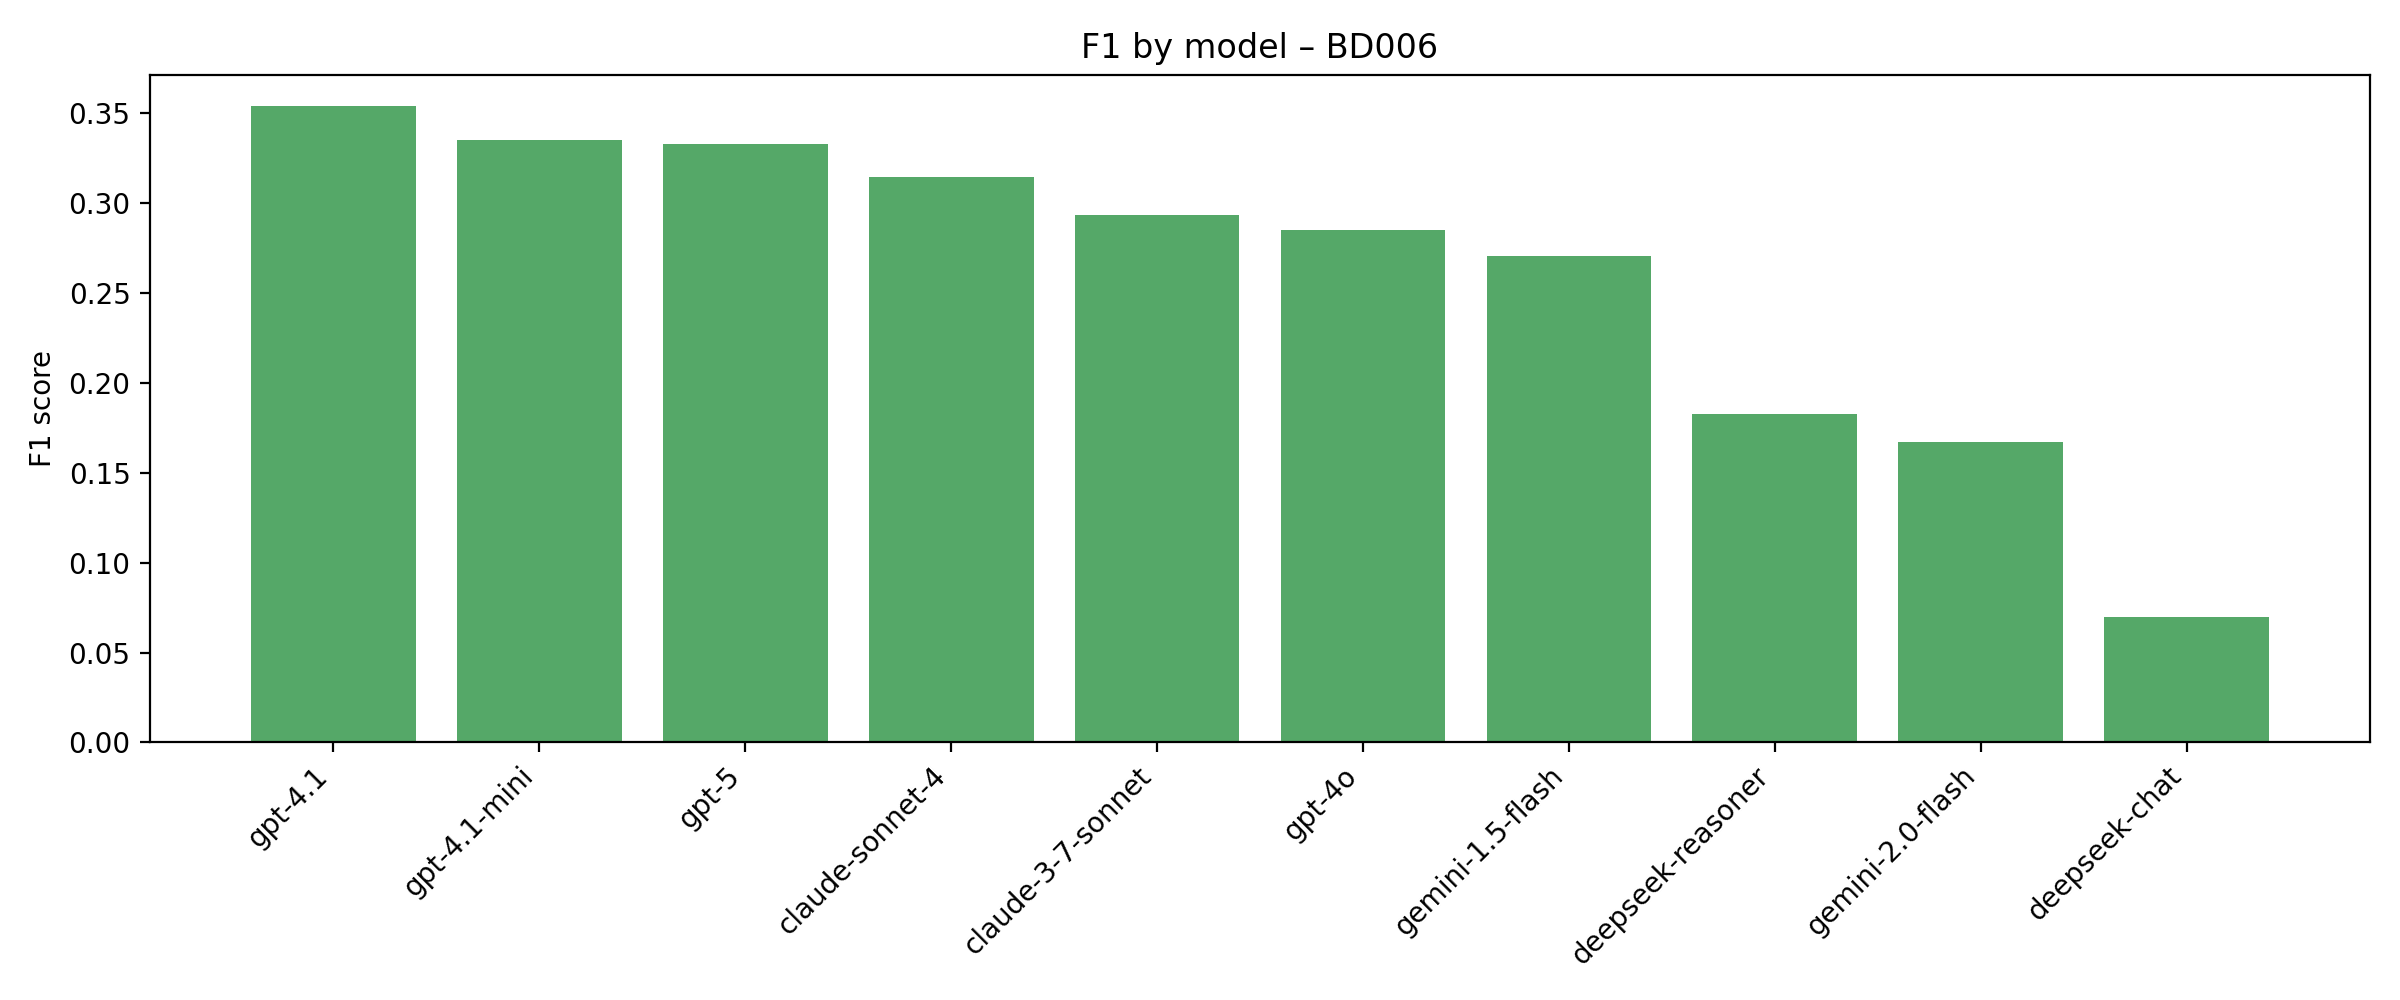 F1 by model – BD006
F1 score
0.35
0.30
0.25
0.20
0.15
0.10
0.05
0.00
gpt-4.1
gpt-4.1-mini
gpt-5
claude-sonnet-4
claude-3-7-sonnet
gpt-4o
gemini-1.5-flash
deepseek-reasoner
gemini-2.0-flash
deepseek-chat